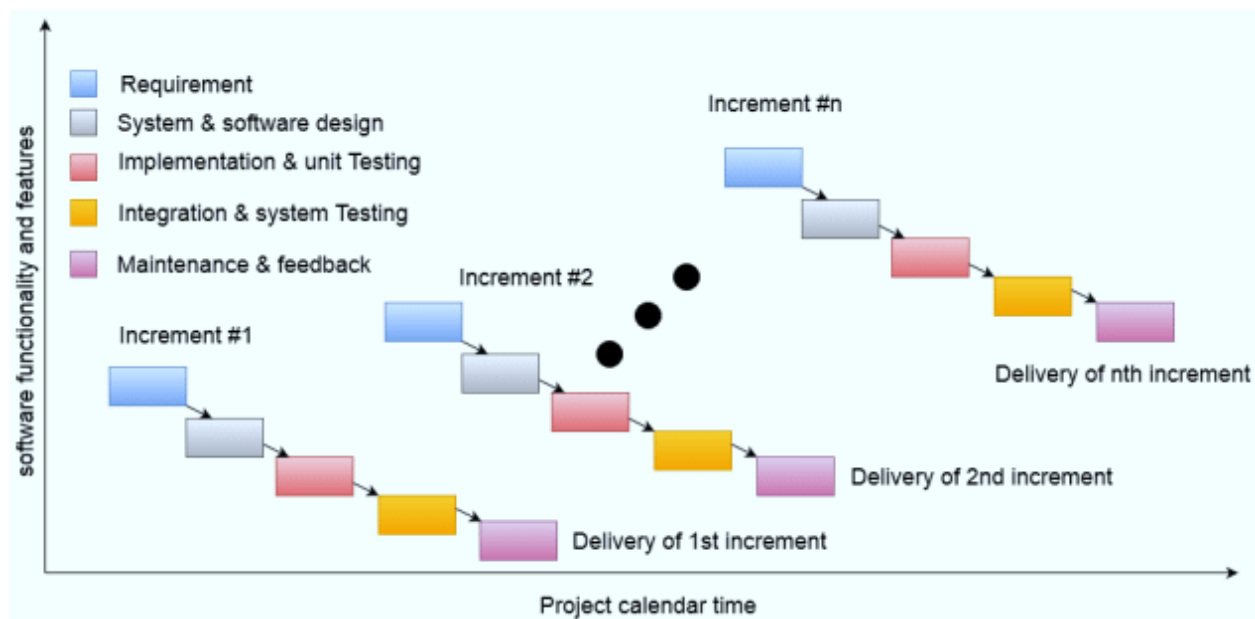 software functionality and features
Requirement
System & software design
Implementation & unit Testing
Integration & system Testing
Maintenance & feedback
Increment #1
Increment #2
Increment #n
Delivery of 1st increment
Delivery of 2nd increment
Delivery of nth increment
Project calendar time